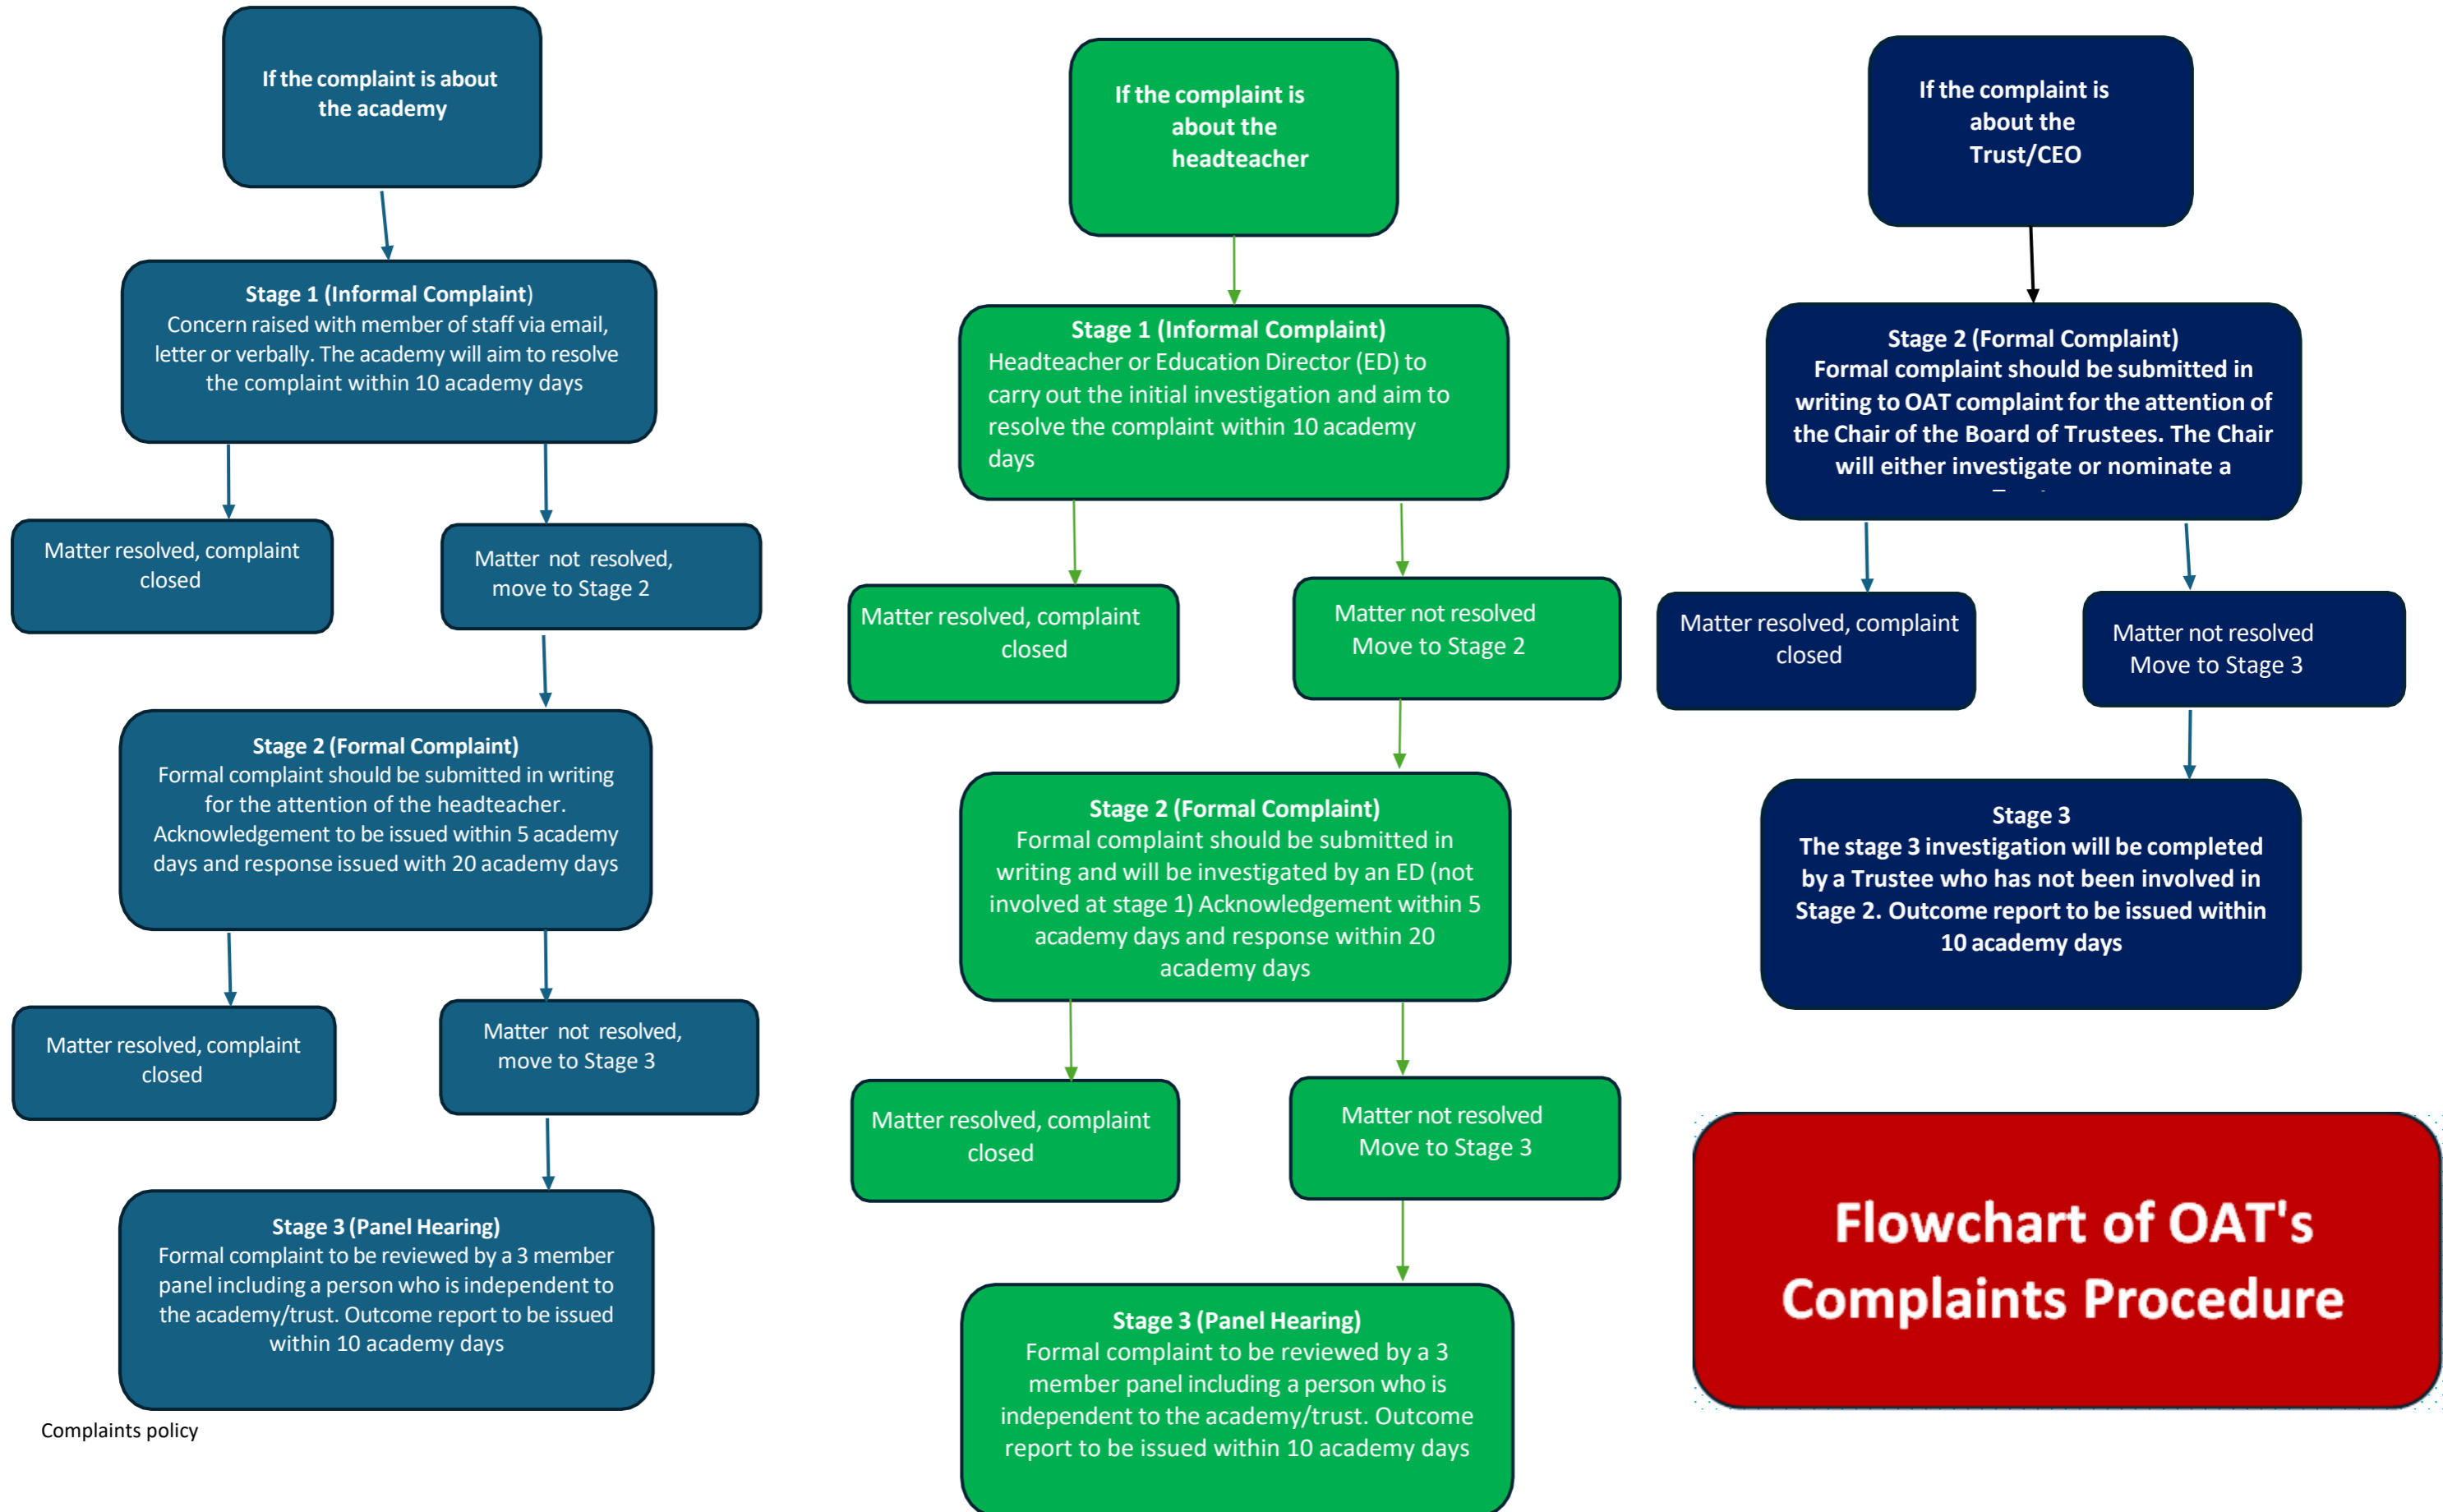 If the complaint is about
the academy
Stage 1 (Informal Complaint)
Concern raised with member of staff via email,
letter or verbally. The academy will aim to resolve
the complaint within 10 academy days
Matter resolved, complaint
closed
Matter not resolved,
move to Stage 2
Stage 2 (Formal Complaint)
Formal complaint should be submitted in writing
for the attention of the headteacher.
Acknowledgement to be issued within 5 academy
days and response issued with 20 academy days
Matter resolved, complaint
closed
Matter not resolved,
move to Stage 3
Stage 3 (Panel Hearing)
Formal complaint to be reviewed by a 3 member
panel including a person who is independent to
the academy/trust. Outcome report to be issued
within 10 academy days
Complaints policy
If the complaint is
about the
headteacher
Stage 1 (Informal Complaint)
Headteacher or Education Director (ED) to
carry out the initial investigation and aim to
resolve the complaint within 10 academy
days
Matter resolved, complaint
closed
Matter not resolved
Move to Stage 2
Stage 2 (Formal Complaint)
Formal complaint should be submitted in
writing and will be investigated by an ED (not
involved at stage 1) Acknowledgement within 5
academy days and response within 20
academy days
Matter resolved, complaint
closed
Matter not resolved
Move to Stage 3
Stage 3 (Panel Hearing)
Formal complaint to be reviewed by a 3
member panel including a person who is
independent to the academy/trust. Outcome
report to be issued within 10 academy days
If the complaint is
about the
Trust/CEO
Stage 2 (Formal Complaint)
Formal complaint should be submitted in
writing to OAT complaint for the attention of
the Chair of the Board of Trustees. The Chair
will either investigate or nominate a
Matter resolved, complaint
closed
Matter not resolved
Move to Stage 3
Stage 3
The stage 3 investigation will be completed
by a Trustee who has not been involved in
Stage 2. Outcome report to be issued within
10 academy days
Flowchart of OAT's
Complaints Procedure